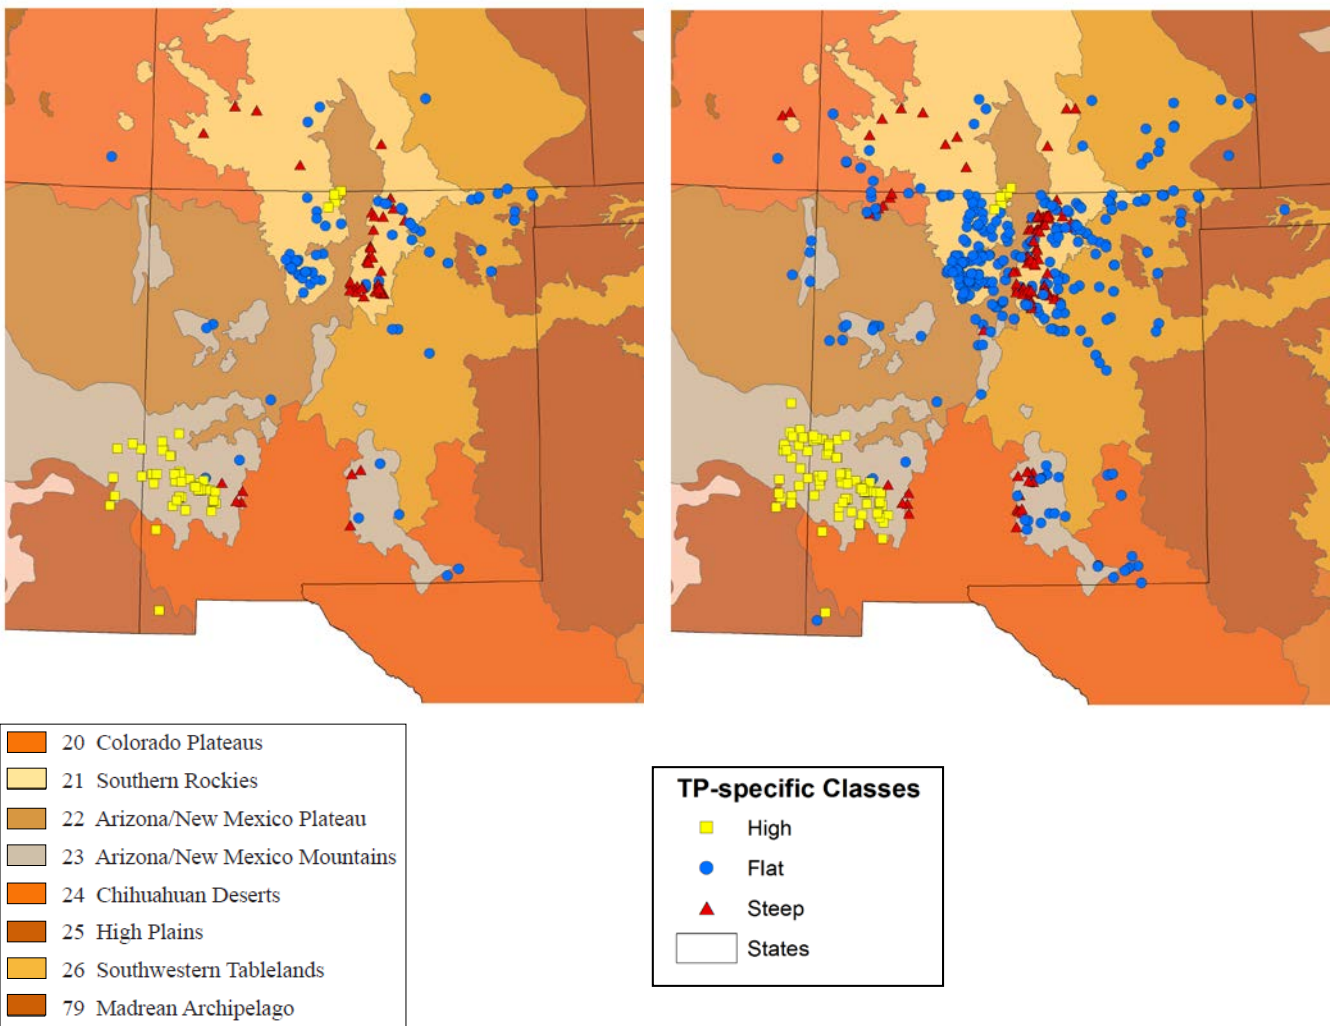 20 Colorado Plateaus
21 Southern Rockies
22 Arizona/New Mexico Plateau
23 Arizona/New Mexico Mountains
24 Chihuahuan Deserts
25 High Plains
26 Southwestern Tablelands
79 Madrean Archipelago
TP-specific Classes
High
Flat
Steep
States